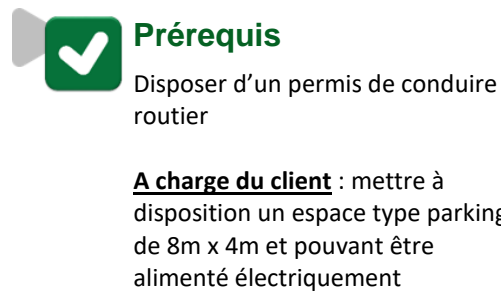 Prérequis
Disposer d’un permis de conduire
routier
A charge du client : mettre à
disposition un espace type parking
de 8m x 4m et pouvant être
alimenté électriquement